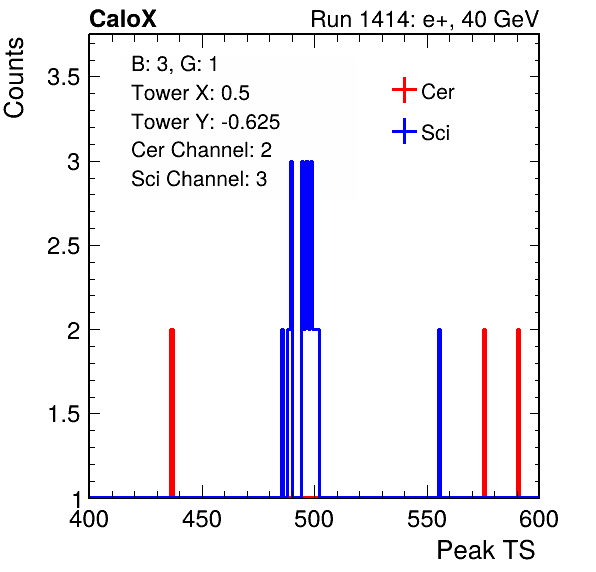 CaloX Run 1414: e+, 40 GeV
Counts
B: 3, G: 1
Tower X: 0.5
Tower Y: -0.625
Cer Channel: 2
Sci Channel: 3
Cer
Sci
3.5
3
2.5
2
1.5
1
400 450 500 550 600
Peak TS